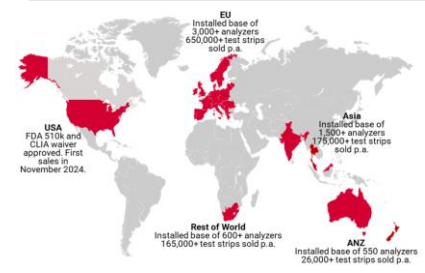 EU
Installed base of
3,000+ analyzers
650,000+ test strips
sold p.a.
USA
FDA 510k and
CLIA waiver
approved. First
sales in
November 2024.
Asia
Installed base of
1,500+ analyzers
175,000+ test strips
sold p.a.
Rest of World
Installed base of 600+ analyzers
165,000+ test strips sold p.a.
ANZ
Installed base of 550 analyzers
26,000+ test strips sold p.a.